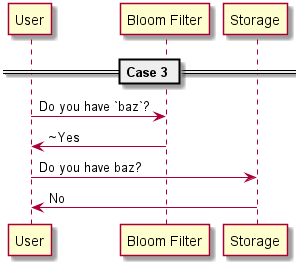 User Bloom Filter Storage
Case 3
Do you have `baz`?
~Yes
Do you have baz?
No
User Bloom Filter Storage